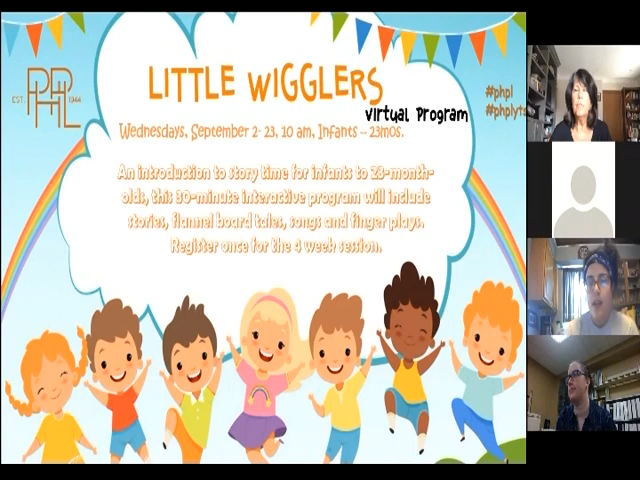 PHPL
EST. 1944
LITTLE WIGGLERS
#phpl
#phplyts
Virtual Program
Wednesdays, September 2- 23, 10 am, Infants -- 23mos.
An introduction to story time for infants to 23-month-
olds, this 30-minute interactive program will include
stories, flannel board tales, songs and finger plays.
Register once for the 4 week session.